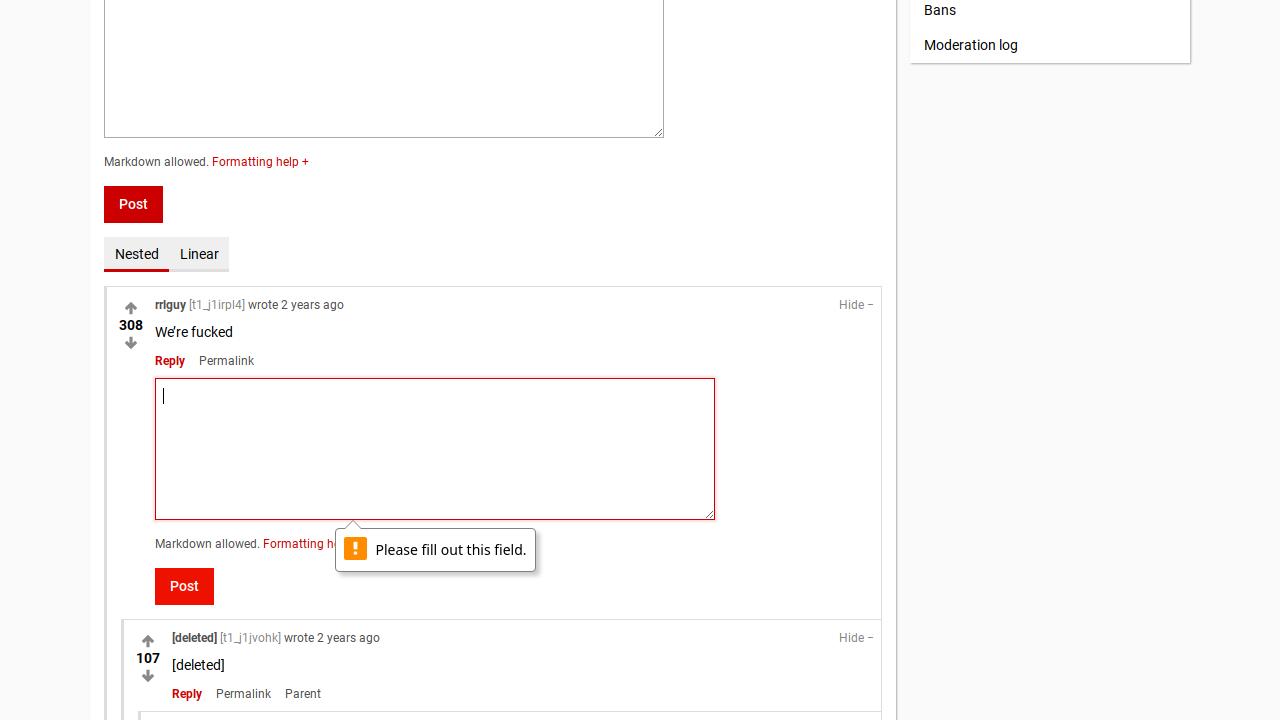 Bans
Moderation log
Markdown allowed. Formatting help +
Post
Nested Linear
rrlguy [t1_j1irpl4] wrote 2 years ago Hide −
308
We're fucked
Reply Permalink
Markdown allowed. Formatting
Please fill out this field.
Post
[deleted] [t1_j1jvohk] wrote 2 years ago Hide −
107
[deleted]
Reply Permalink Parent